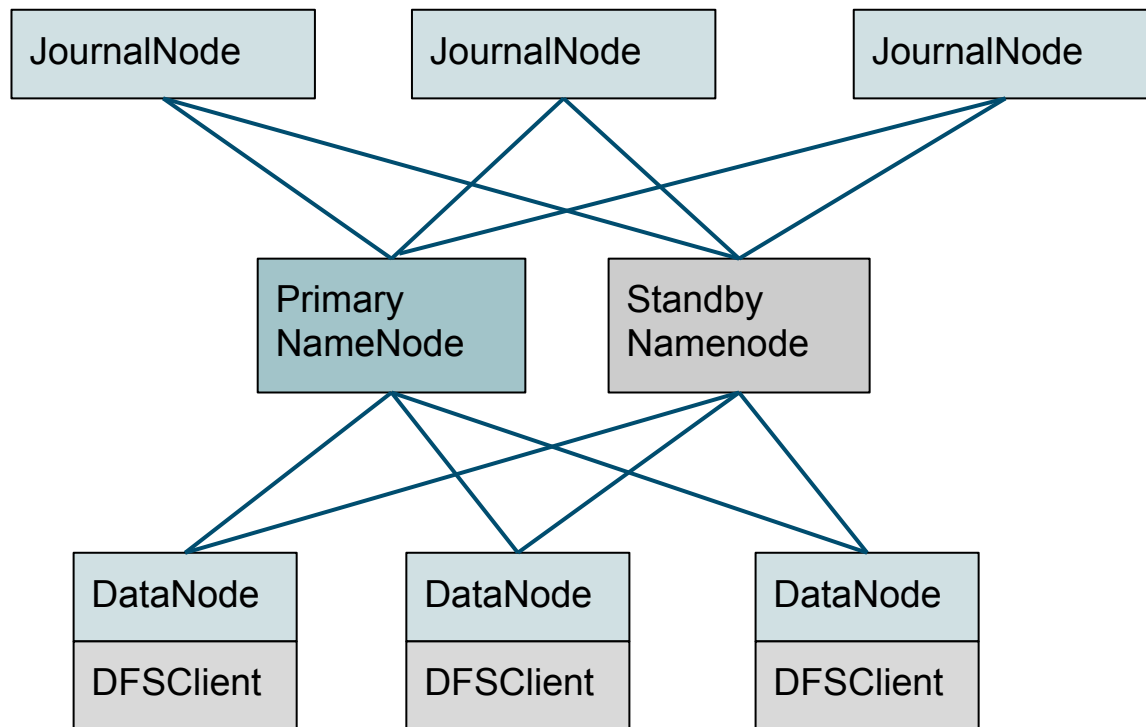 JournalNode
JournalNode
JournalNode
Primary
NameNode
Standby
Namenode
DataNode
DataNode
DataNode
DFSClient
DFSClient
DFSClient